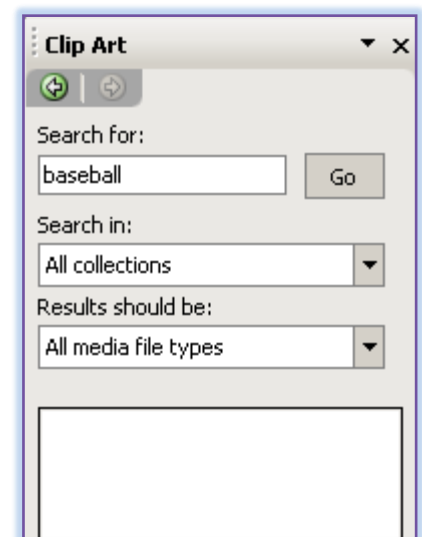 Clip Art
Search for:
baseball Go
Search in:
All collections
Results should be:
All media file types